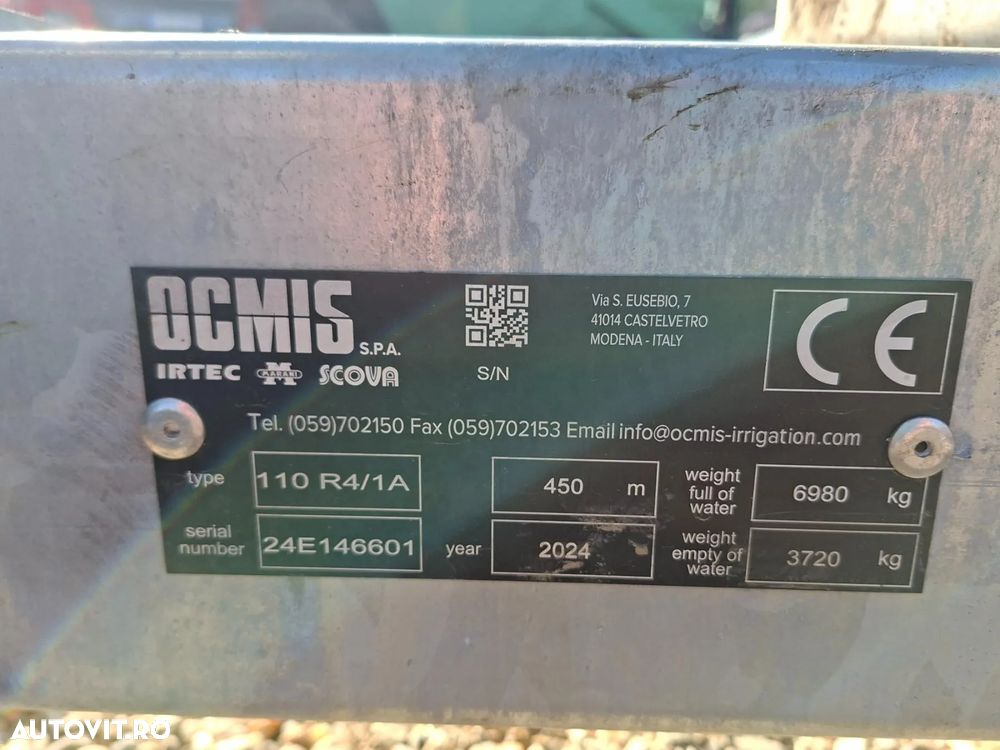 OCMIS S.P.A.
IRTEC MARANI SCOVA
S/N
Via S. EUSEBIO, 7
41014 CASTELVETRO
MODENA - ITALY
CE
Tel. (059)702150 Fax (059)702153 Email info@ocmis-irrigation.com
type 110 R4/1A 450 m weight full of water 6980 kg
serial number 24E146601 year 2024 weight empty of water 3720 kg
AUTOVIT.RO